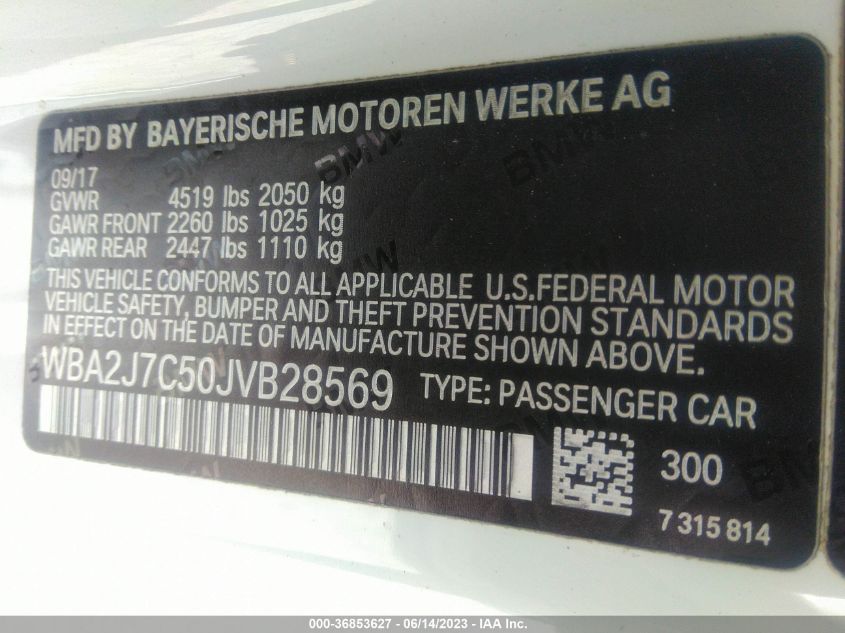 MFD BY BAYERISCHE MOTOREN WERKE AG
09/17
GVWR 4519 lbs 2050 kg
GAWR FRONT 2260 lbs 1025 kg
GAWR REAR 2447 lbs 1110 kg
THIS VEHICLE CONFORMS TO ALL APPLICABLE U.S.FEDERAL MOTOR
VEHICLE SAFETY, BUMPER AND THEFT PREVENTION STANDARDS
IN EFFECT ON THE DATE OF MANUFACTURE SHOWN ABOVE.
WBA2J7C50JVB28569 TYPE: PASSENGER CAR
300
7 315 814
000-36853627 - 06/14/2023 - © IAA Holdings, LLC.